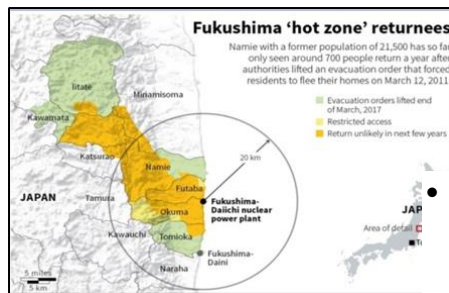 Fukushima ‘hot zone’ returnees
Namie with a former population of 21,500 has so far
only seen around 700 people return a year after
authorities lifted an evacuation order that forced
residents to flee their homes on March 12, 2011
Evacuation orders lifted end
of March, 2017
Restricted access
Return unlikely in next few years
Iitate
Minamisoma
Kawamata
Katsurao
Namie
20 km
Futaba
Fukushima-
Daiichi nuclear
power plant
JAPAN
Tamura
Okuma
Kawauchi
Tomioka
Fukushima-
Daini
Naraha
5 miles
5 km
JAP
Area of detail